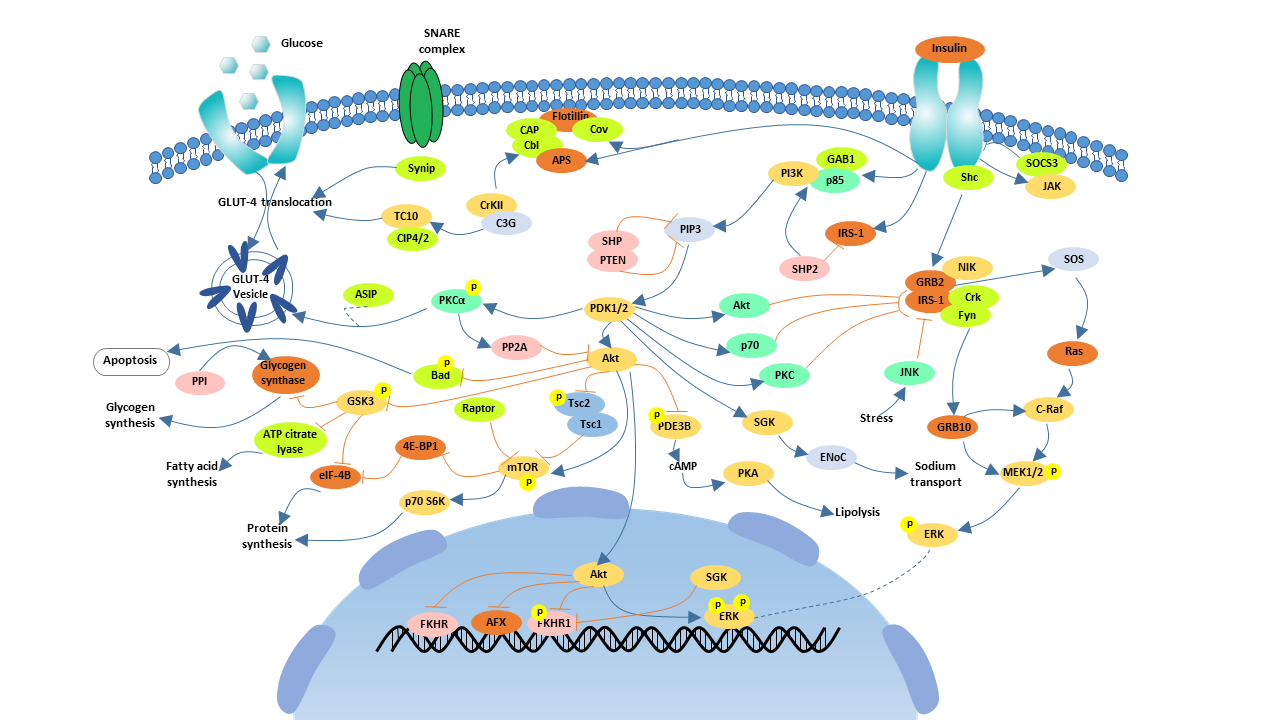 SNARE
complex
Glucose
Insulin
Flotillin
CAP
Cov
Cbl
APS
Synip
GAB1
PI3K
p85
SOCS3
Shc
JAK
GLUT-4 translocation
TC10
CIP4/2
CrKII
C3G
SHP
PTEN
PIP3
IRS-1
SHP2
GLUT-4
Vesicle
ASIP
PKCα
p
PDK1/2
Akt
GRB2
IRS-1
NIK
Crk
Fyn
SOS
Apoptosis
PPI
Glycogen
synthase
Bad
p
PP2A
Akt
p70
PKC
JNK
Ras
Glycogen
synthesis
GSK3
p
Raptor
p
Tsc2
Tsc1
p
PDE3B
SGK
Stress
GRB10
C-Raf
ATP citrate
lyase
4E-BP1
Fatty acid
synthesis
eIF-4B
mTOR
p
cAMP
PKA
ENoC
Sodium
transport
MEK1/2
p
p70 S6K
Protein
synthesis
Lipolysis
p
ERK
Akt
SGK
FKHR
AFX
p
FKHR1
p
p
ERK